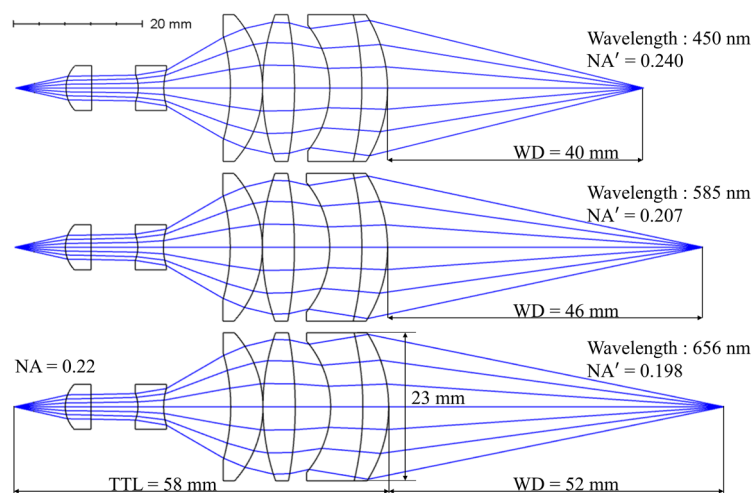 20 mm
Wavelength : 450 nm
NA′ = 0.240
WD = 40 mm
Wavelength : 585 nm
NA′ = 0.207
WD = 46 mm
Wavelength : 656 nm
NA′ = 0.198
NA = 0.22
23 mm
TTL = 58 mm
WD = 52 mm